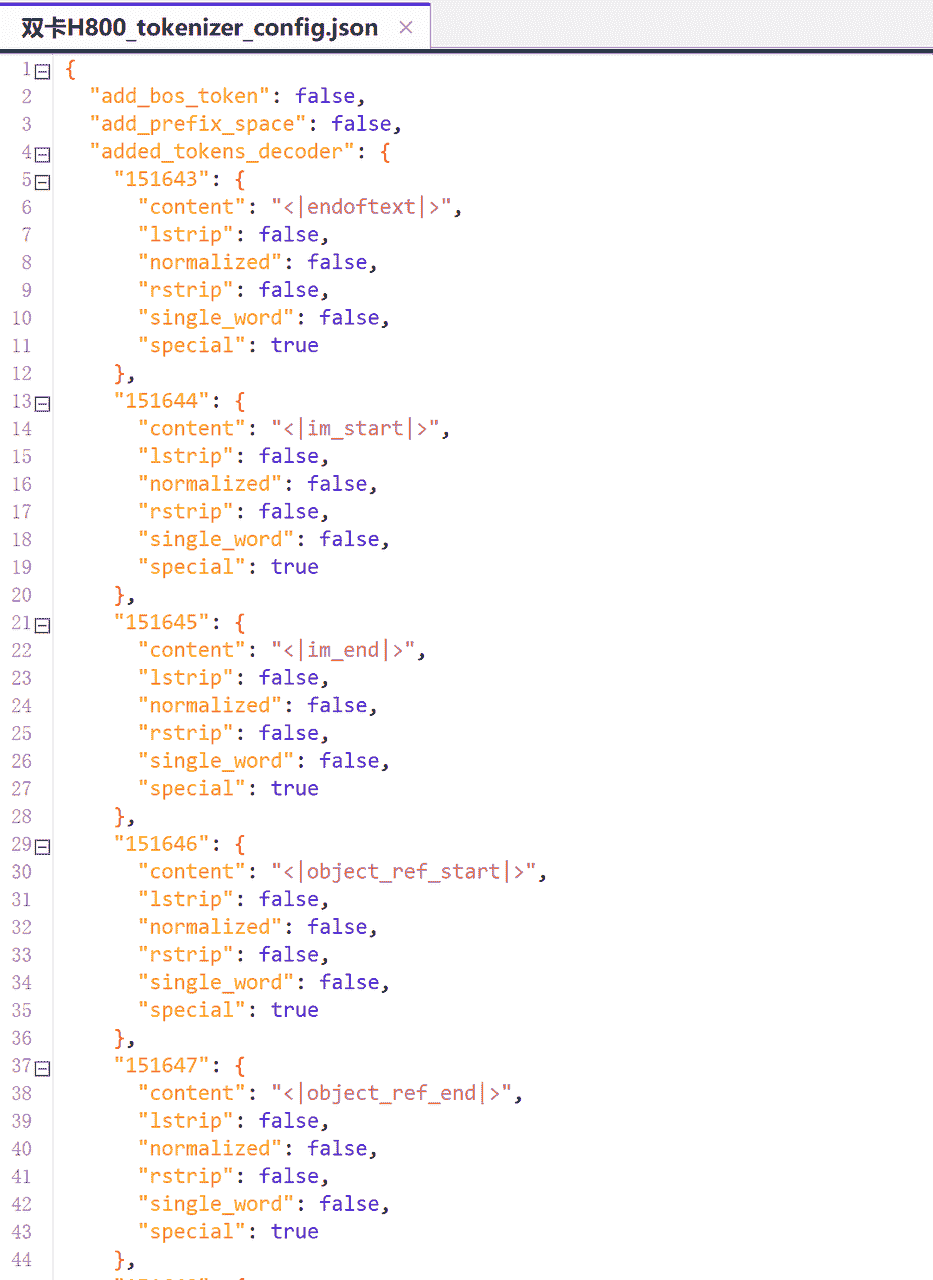 双卡H800_tokenizer_config.json ×
1 {
2 "add_bos_token": false,
3 "add_prefix_space": false,
4 "added_tokens_decoder": {
5 "151643": {
6 "content": "<|endoftext|>",
7 "lstrip": false,
8 "normalized": false,
9 "rstrip": false,
10 "single_word": false,
11 "special": true
12 },
13 "151644": {
14 "content": "<|im_start|>",
15 "lstrip": false,
16 "normalized": false,
17 "rstrip": false,
18 "single_word": false,
19 "special": true
20 },
21 "151645": {
22 "content": "<|im_end|>",
23 "lstrip": false,
24 "normalized": false,
25 "rstrip": false,
26 "single_word": false,
27 "special": true
28 },
29 "151646": {
30 "content": "<|object_ref_start|>",
31 "lstrip": false,
32 "normalized": false,
33 "rstrip": false,
34 "single_word": false,
35 "special": true
36 },
37 "151647": {
38 "content": "<|object_ref_end|>",
39 "lstrip": false,
40 "normalized": false,
41 "rstrip": false,
42 "single_word": false,
43 "special": true
44 },